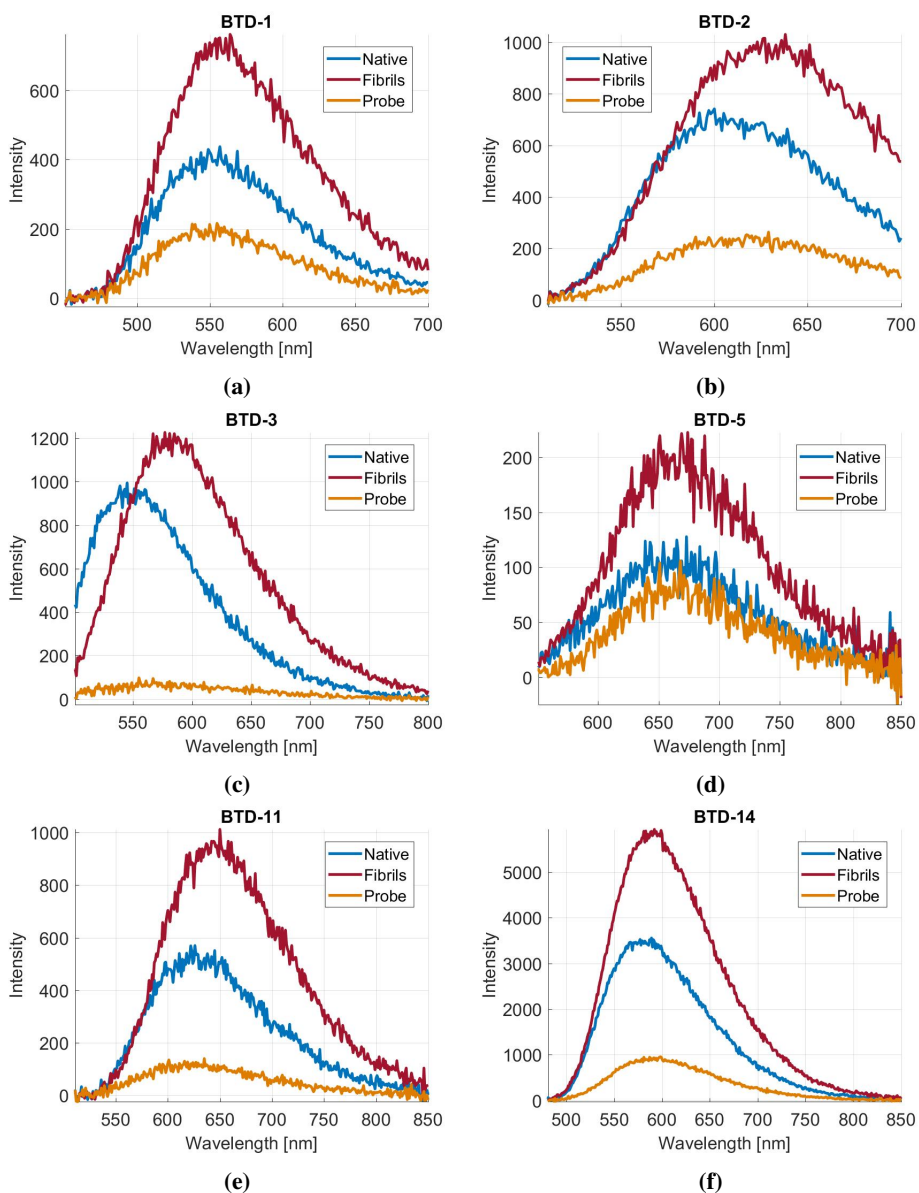 BTD-1
Intensity
600
400
200
0
Native
Fibrils
Probe
500 550 600 650 700
Wavelength [nm]
(a)
BTD-2
Intensity
1000
800
600
400
200
0
Native
Fibrils
Probe
550 600 650 700
Wavelength [nm]
(b)
BTD-3
Intensity
1200
1000
800
600
400
200
0
Native
Fibrils
Probe
550 600 650 700 750 800
Wavelength [nm]
(c)
BTD-5
Intensity
200
150
100
50
0
Native
Fibrils
Probe
600 650 700 750 800 850
Wavelength [nm]
(d)
BTD-11
Intensity
1000
800
600
400
200
0
Native
Fibrils
Probe
550 600 650 700 750 800 850
Wavelength [nm]
(e)
BTD-14
Intensity
5000
4000
3000
2000
1000
0
Native
Fibrils
Probe
500 550 600 650 700 750 800 850
Wavelength [nm]
(f)